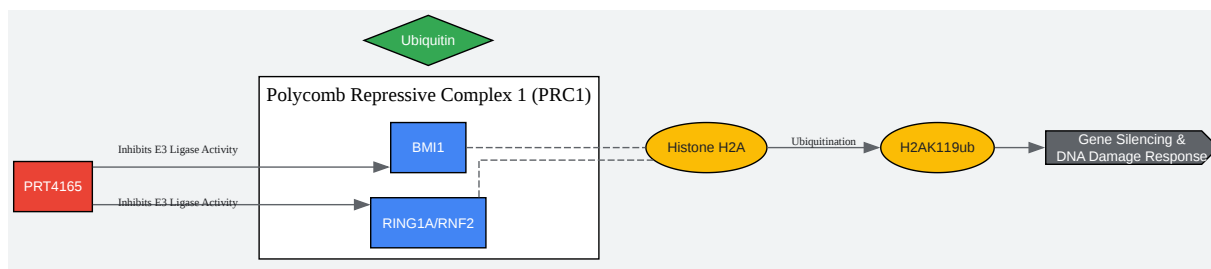 Ubiquitin
Polycomb Repressive Complex 1 (PRC1)
PRT4165
Inhibits E3 Ligase Activity
BMI1
Inhibits E3 Ligase Activity
RING1A/RNF2
Histone H2A
Ubiquitination
H2AK119ub
Gene Silencing &
DNA Damage Response